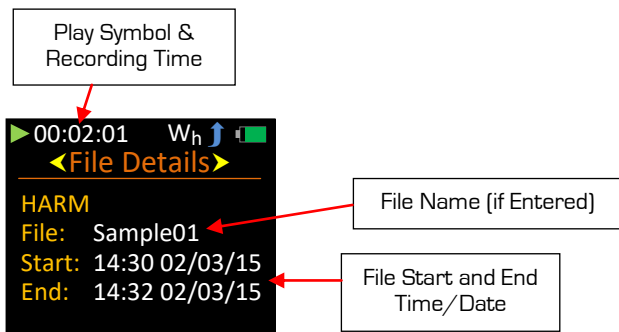 Play Symbol &
Recording Time
00:02:01 Wh
File Details
HARM
File: Sample01
Start: 14:30 02/03/15
End: 14:32 02/03/15
File Name (if Entered)
File Start and End
Time/Date